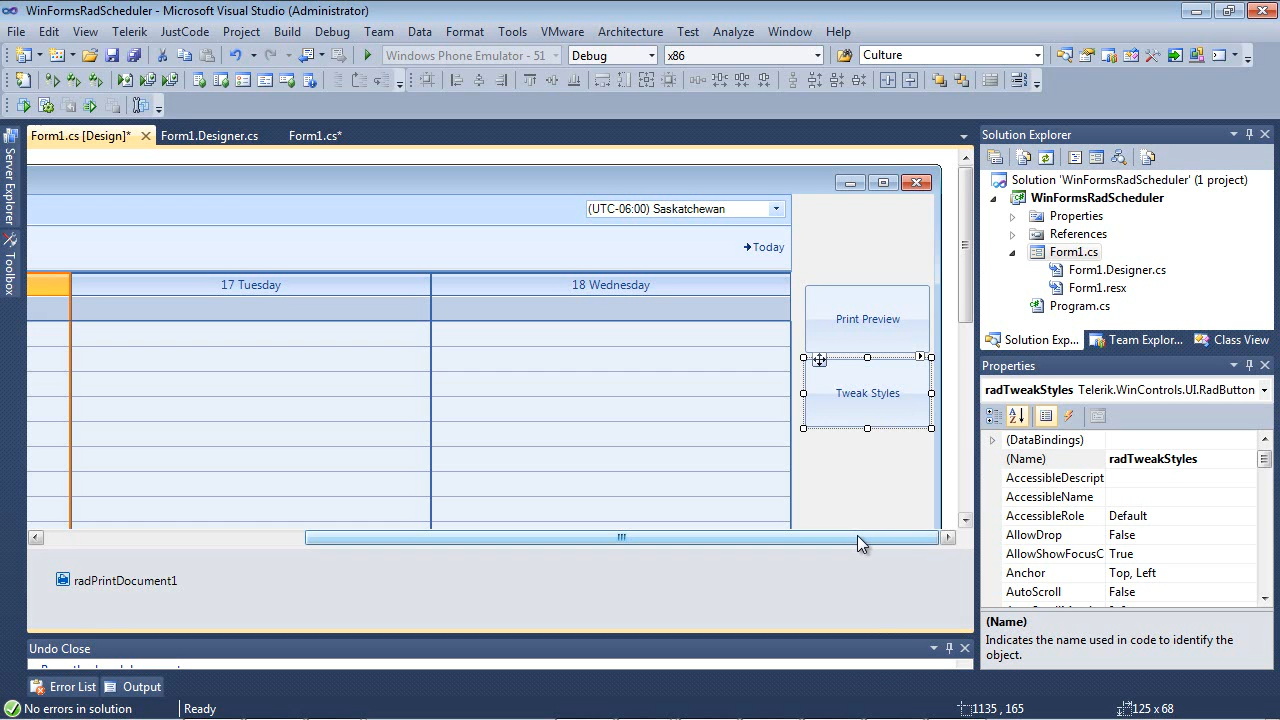 WinFormsRadScheduler - Microsoft Visual Studio (Administrator)
File Edit View Telerik JustCode Project Build Debug Team Data Format Tools VMware Architecture Test Analyze Window Help
Windows Phone Emulator - 51 Debug x86 Culture
Form1.cs [Design]* Form1.Designer.cs Form1.cs*
Server Explorer
Toolbox
(UTC-06:00) Saskatchewan
Today
17 Tuesday 18 Wednesday
Print Preview
Tweak Styles
radPrintDocument1
Undo Close
Error List Output
No errors in solution Ready 1135 , 165 125 x 68
Solution Explorer
Solution 'WinFormsRadScheduler' (1 project)
WinFormsRadScheduler
Properties
References
Form1.cs
Form1.Designer.cs
Form1.resx
Program.cs
Solution Exp... Team Explor... Class View
Properties
radTweakStyles Telerik.WinControls.UI.RadButton
(DataBindings)
(Name) radTweakStyles
AccessibleDescript
AccessibleName
AccessibleRole Default
AllowDrop False
AllowShowFocusC True
Anchor Top, Left
AutoScroll False
(Name)
Indicates the name used in code to identify the
object.